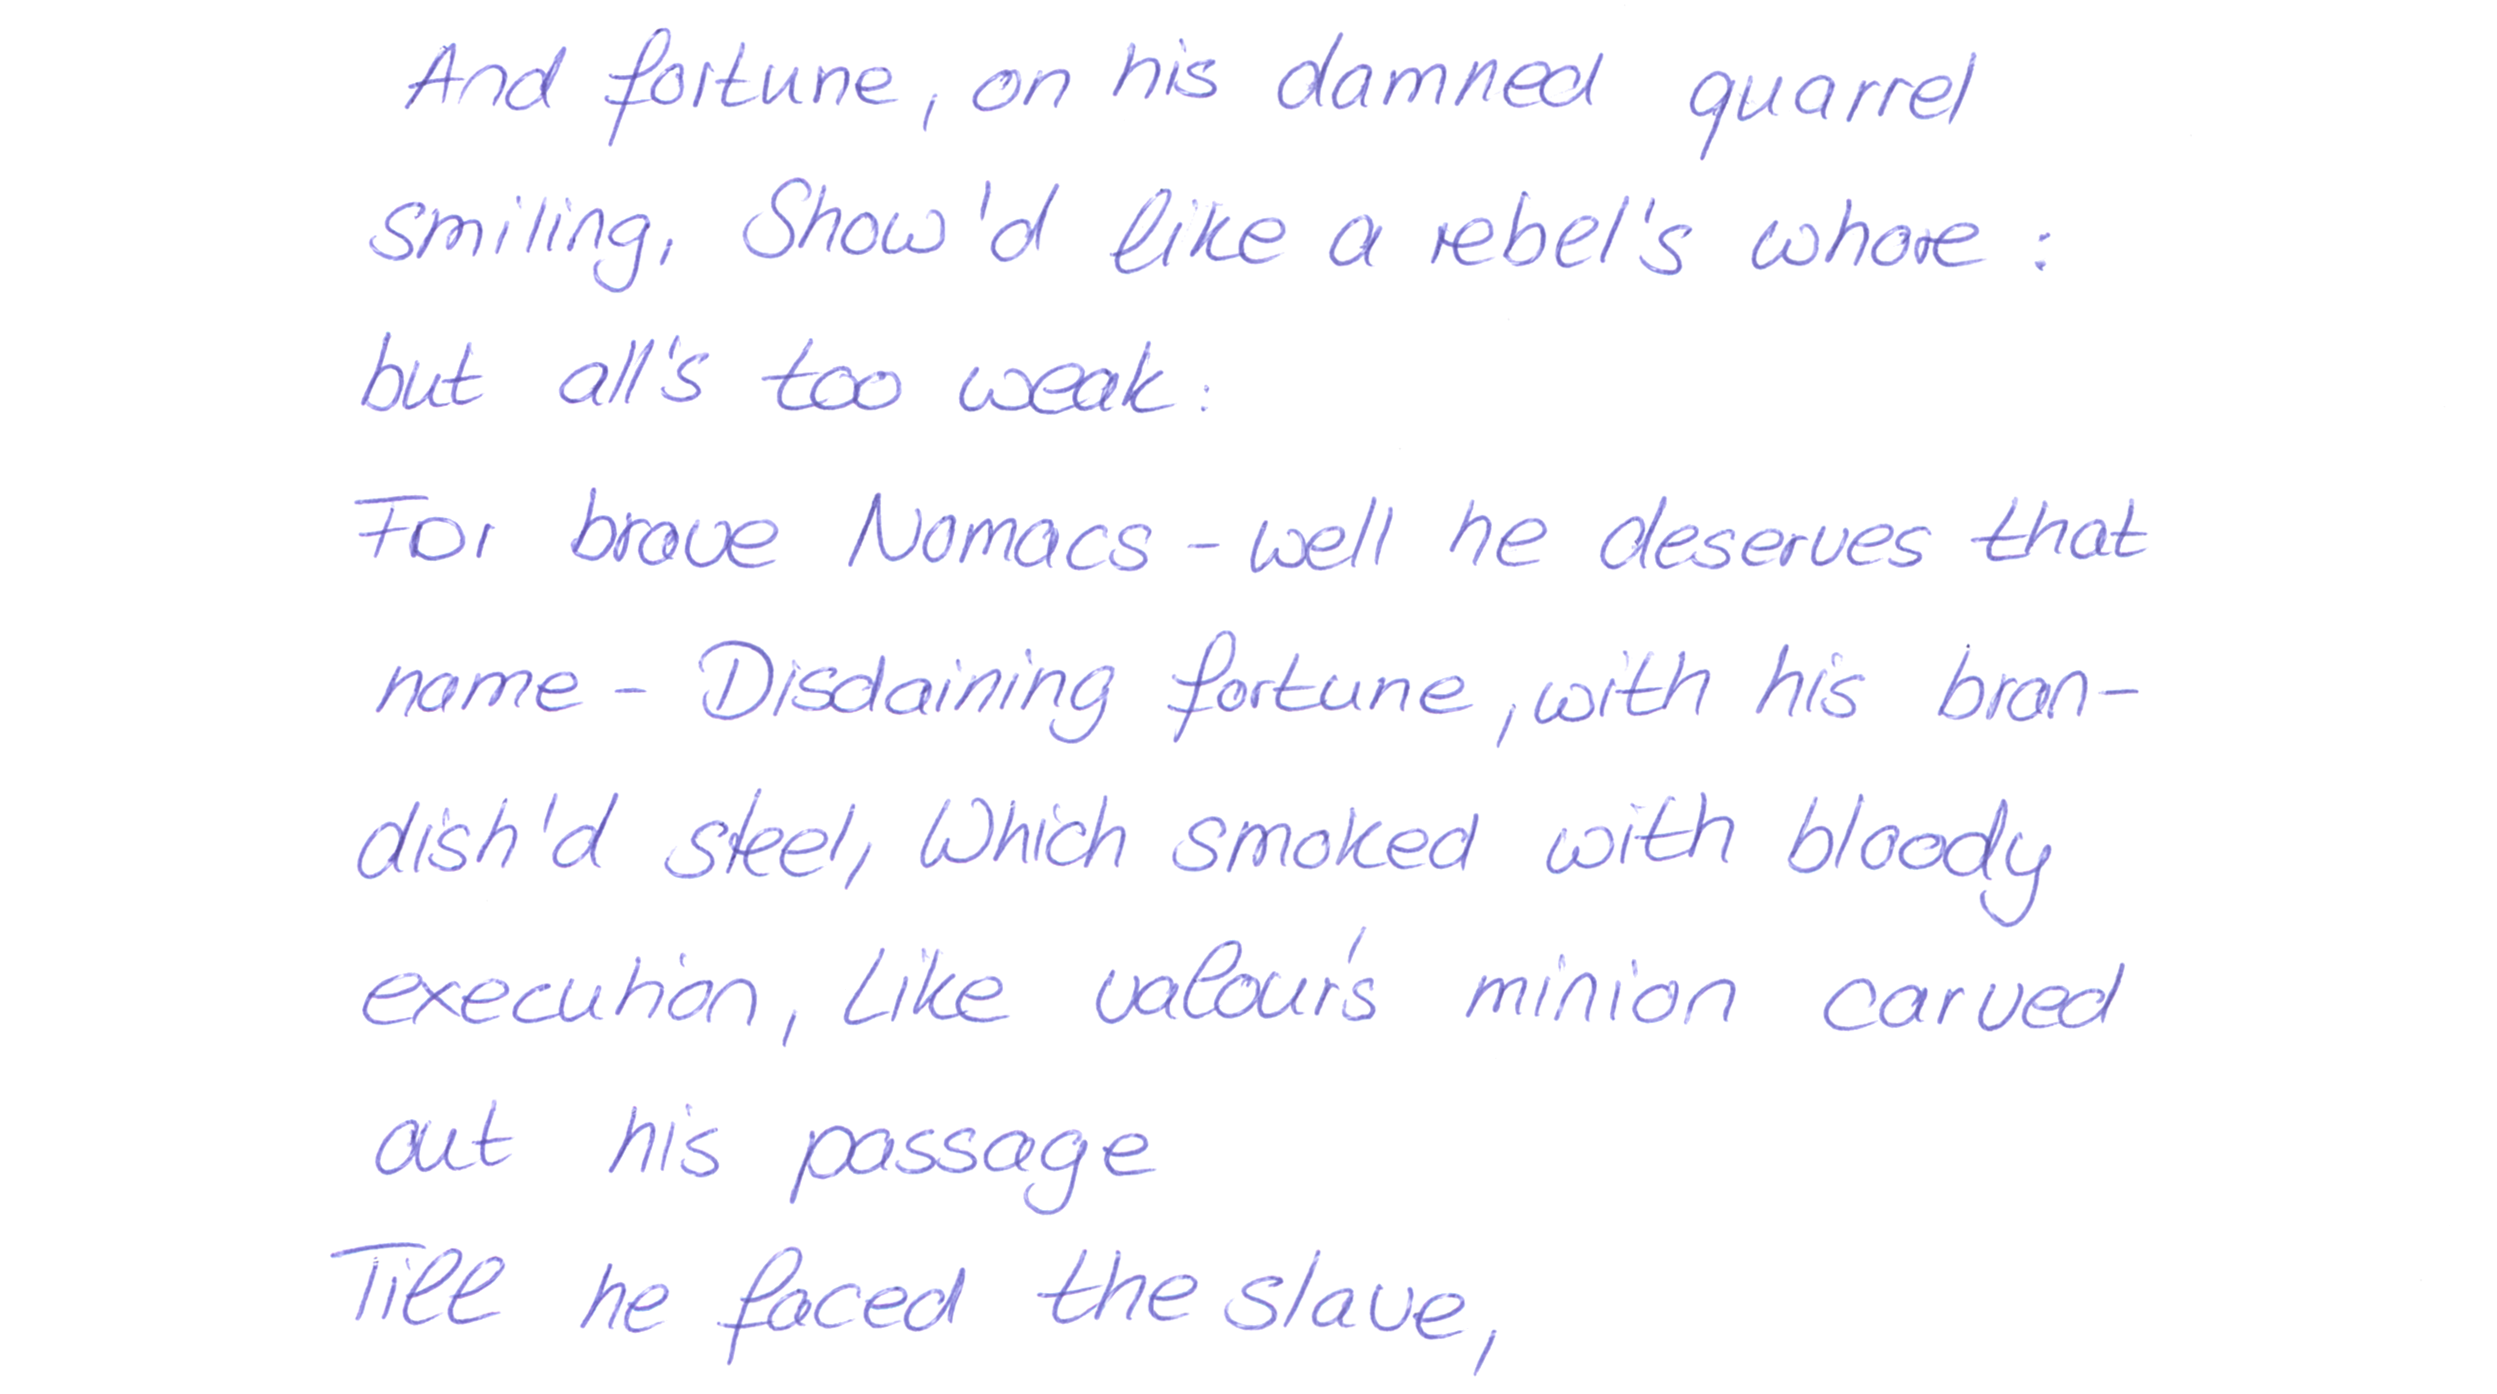 And fortune, on his damned quarrel
smiling, Show'd like a rebel's whore:
but all's too weak:
For brave Nomacs - well he deserves that
name - Disdaining fortune, with his bran-
dish'd steel, Which smoked with bloody
execution, Like valour's minion carved
out his passage
Till he faced the slave,